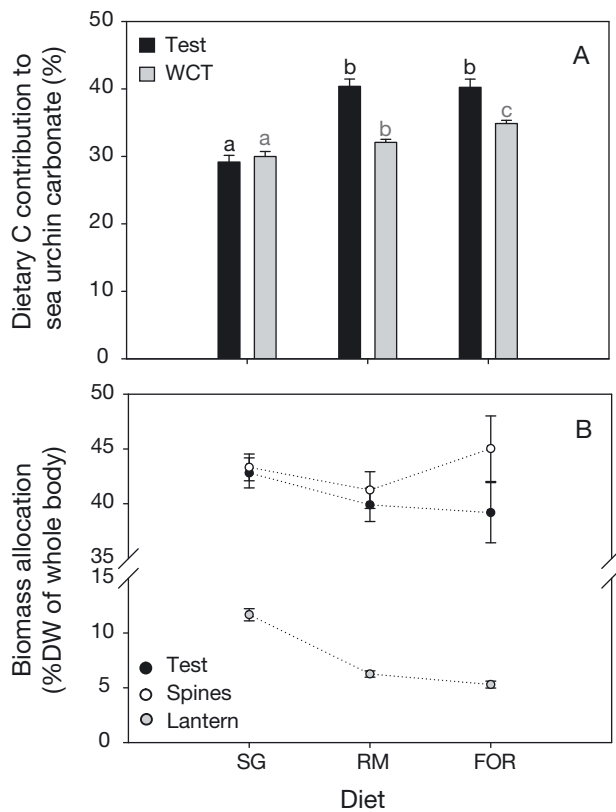 Dietary C contribution to
sea urchin carbonate (%)
50
40
30
20
10
0
Test
WCT
A
a
a
b
b
b
c
Biomass allocation
(%DW of whole body)
50
45
40
35
15
10
5
0
B
Test
Spines
Lantern
SG RM FOR
Diet